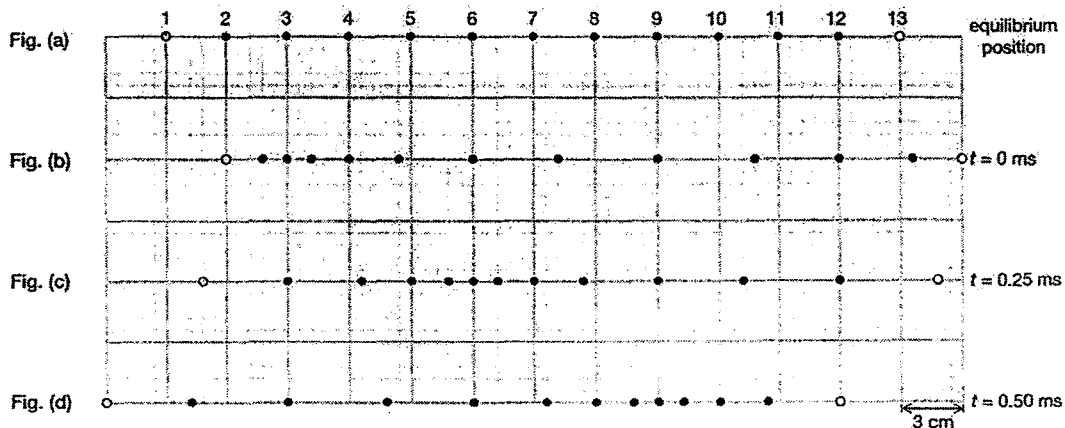 1 2 3 4 5 6 7 8 9 10 11 12 13
Fig. (a)
equilibrium
position
Fig. (b)
t = 0 ms
Fig. (c)
t = 0.25 ms
Fig. (d)
t = 0.50 ms
3 cm